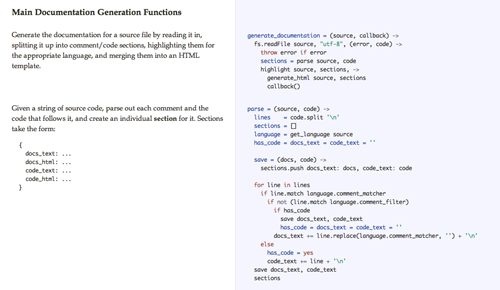 Main Documentation Generation Functions
Generate the documentation for a source file by reading it in,
splitting it up into comment/code sections, highlighting them for
the appropriate language, and merging them into an HTML
template.
generate_documentation = (source, callback) ->
  fs.readFile source, "utf-8", (error, code) ->
    throw error if error
    sections = parse source, code
    highlight source, sections, ->
      generate_html source, sections
      callback()
Given a string of source code, parse out each comment and the
code that follows it, and create an individual section for it. Sections
take the form:
{
  docs_text: ...
  docs_html: ...
  code_text: ...
  code_html: ...
}
parse = (source, code) ->
  lines    = code.split '\n'
  sections = []
  language = get_language source
  has_code = docs_text = code_text = ''
  save = (docs, code) ->
    sections.push docs_text: docs, code_text: code
  for line in lines
    if line.match language.comment_matcher
      if not (line.match language.comment_filter)
        if has_code
          save docs_text, code_text
          has_code = docs_text = code_text = ''
        docs_text += line.replace(language.comment_matcher, '') + '\n'
    else
      has_code = yes
      code_text += line + '\n'
  save docs_text, code_text
  sections